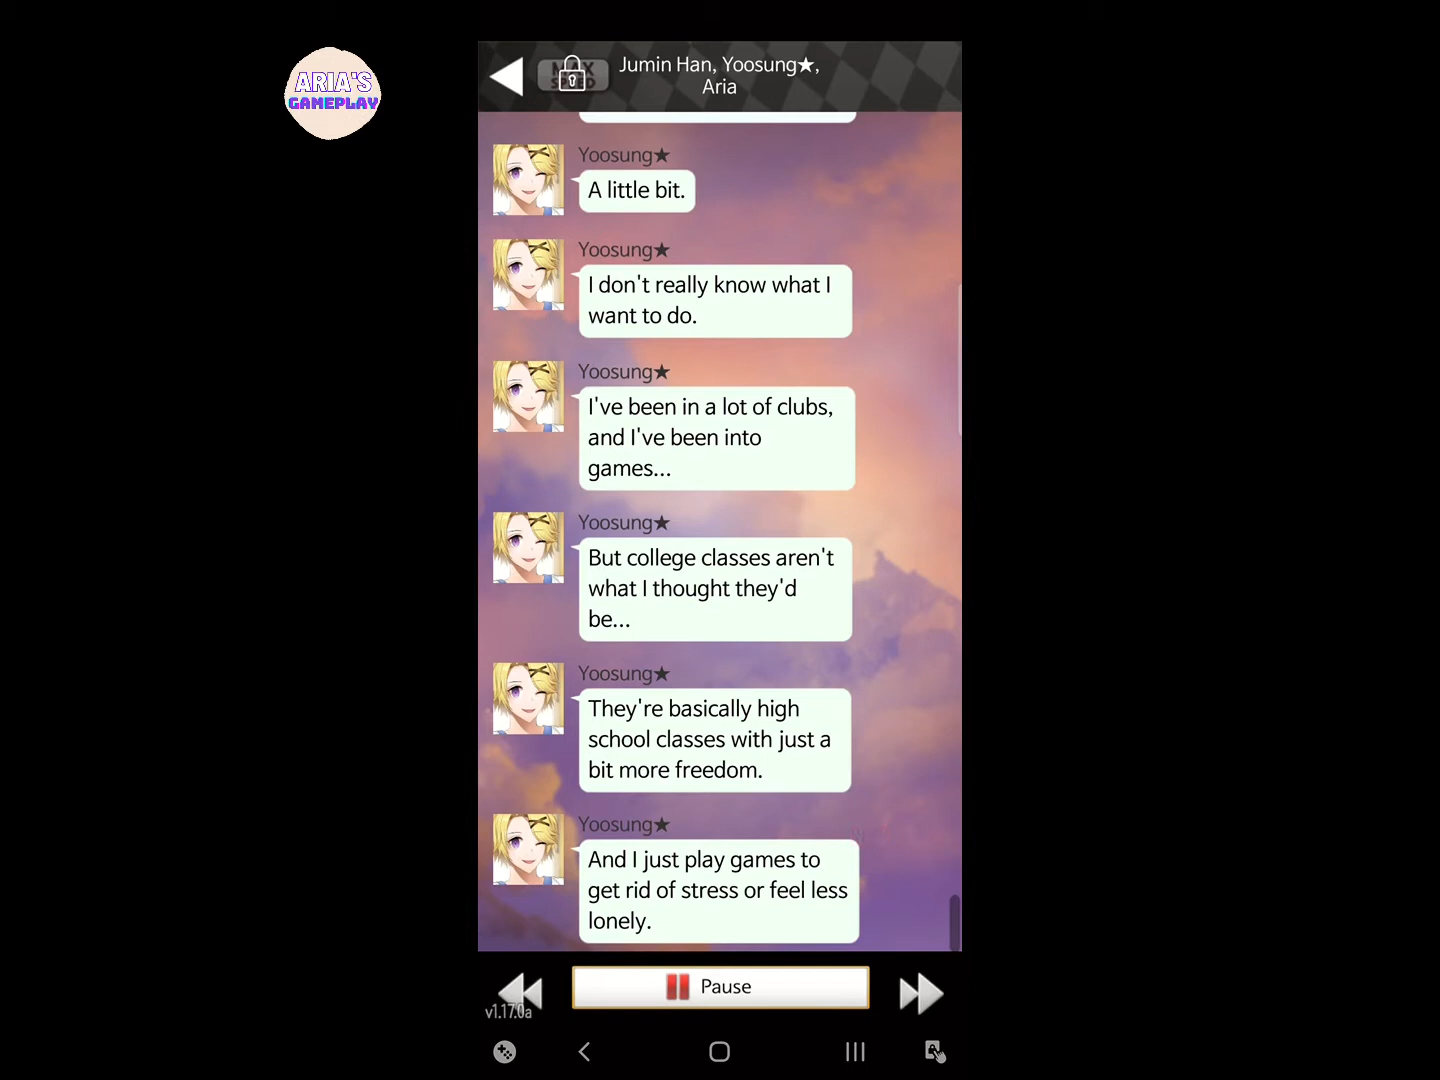 ARIA'S
GAMEPLAY
Jumin Han, Yoosung★,
Aria
Yoosung★
A little bit.
Yoosung★
I don't really know what I
want to do.
Yoosung★
I've been in a lot of clubs,
and I've been into
games...
Yoosung★
But college classes aren't
what I thought they'd
be...
Yoosung★
They're basically high
school classes with just a
bit more freedom.
Yoosung★
And I just play games to
get rid of stress or feel less
lonely.
Pause
v1.17.0a